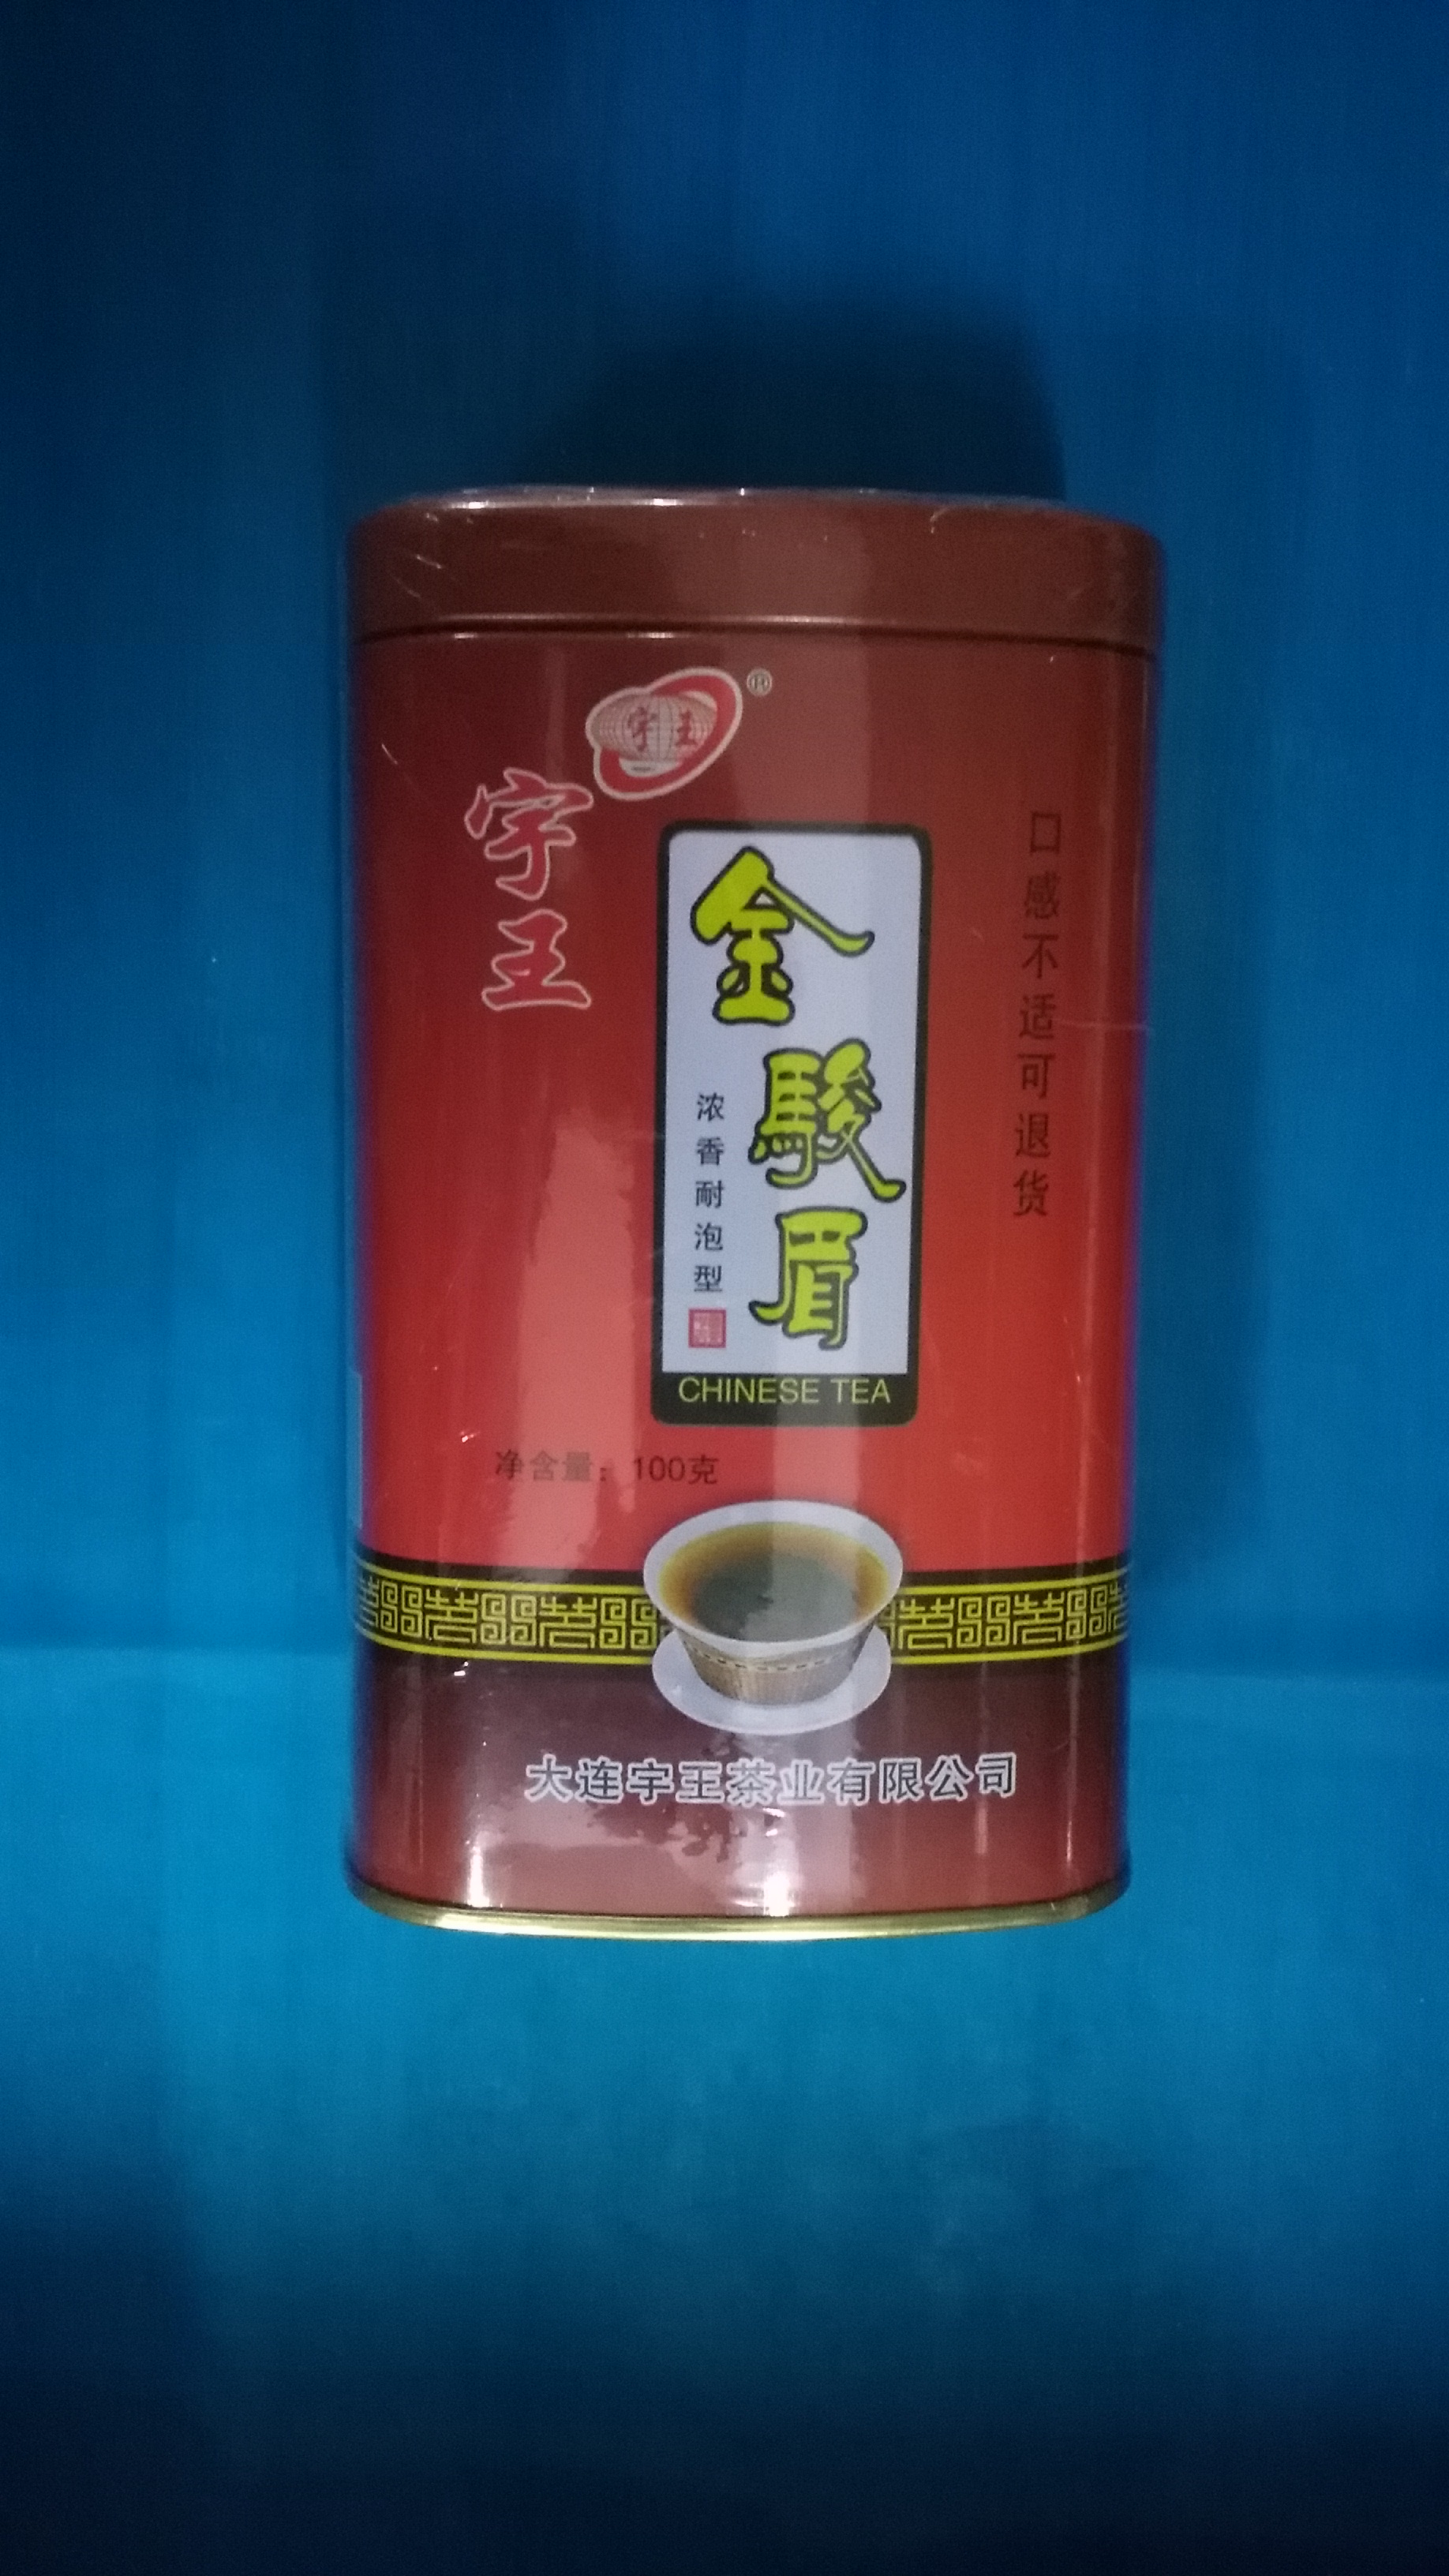 宇王
®
宇王
金駿眉
浓香耐泡型
口感不适可退货
CHINESE TEA
净含量：100克
大连宇王茶业有限公司